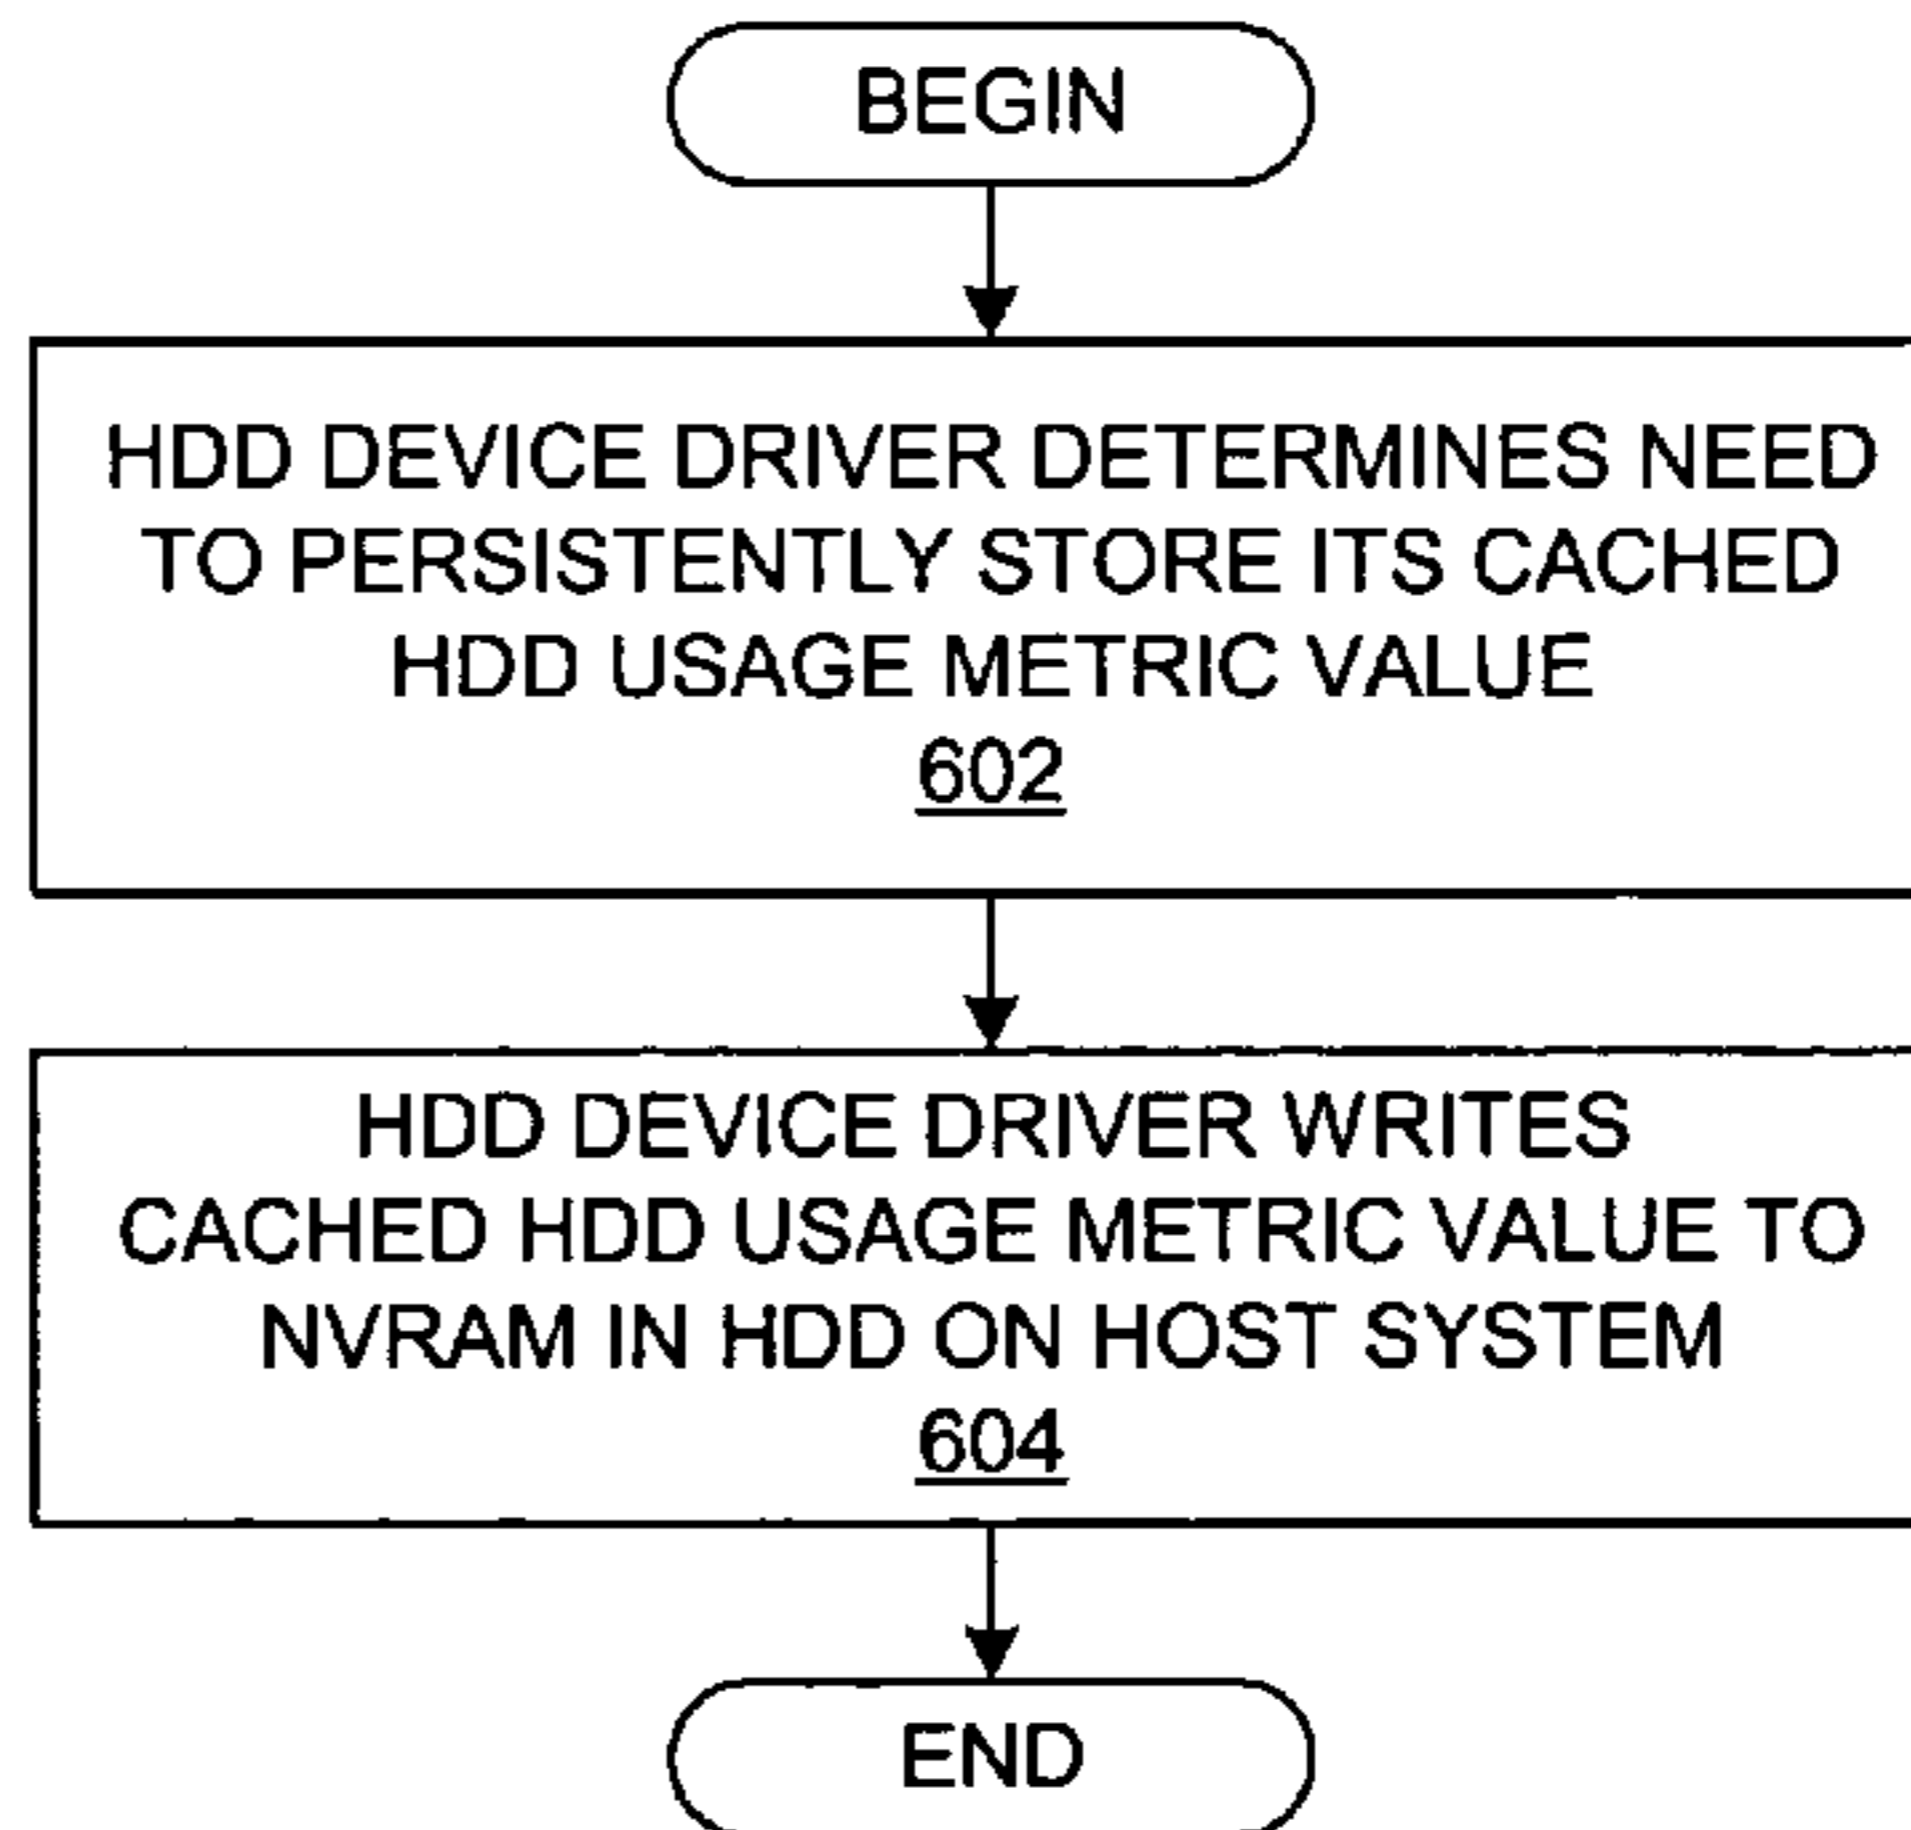 BEGIN
HDD DEVICE DRIVER DETERMINES NEED
TO PERSISTENTLY STORE ITS CACHED
HDD USAGE METRIC VALUE
602
HDD DEVICE DRIVER WRITES
CACHED HDD USAGE METRIC VALUE TO
NVRAM IN HDD ON HOST SYSTEM
604
END